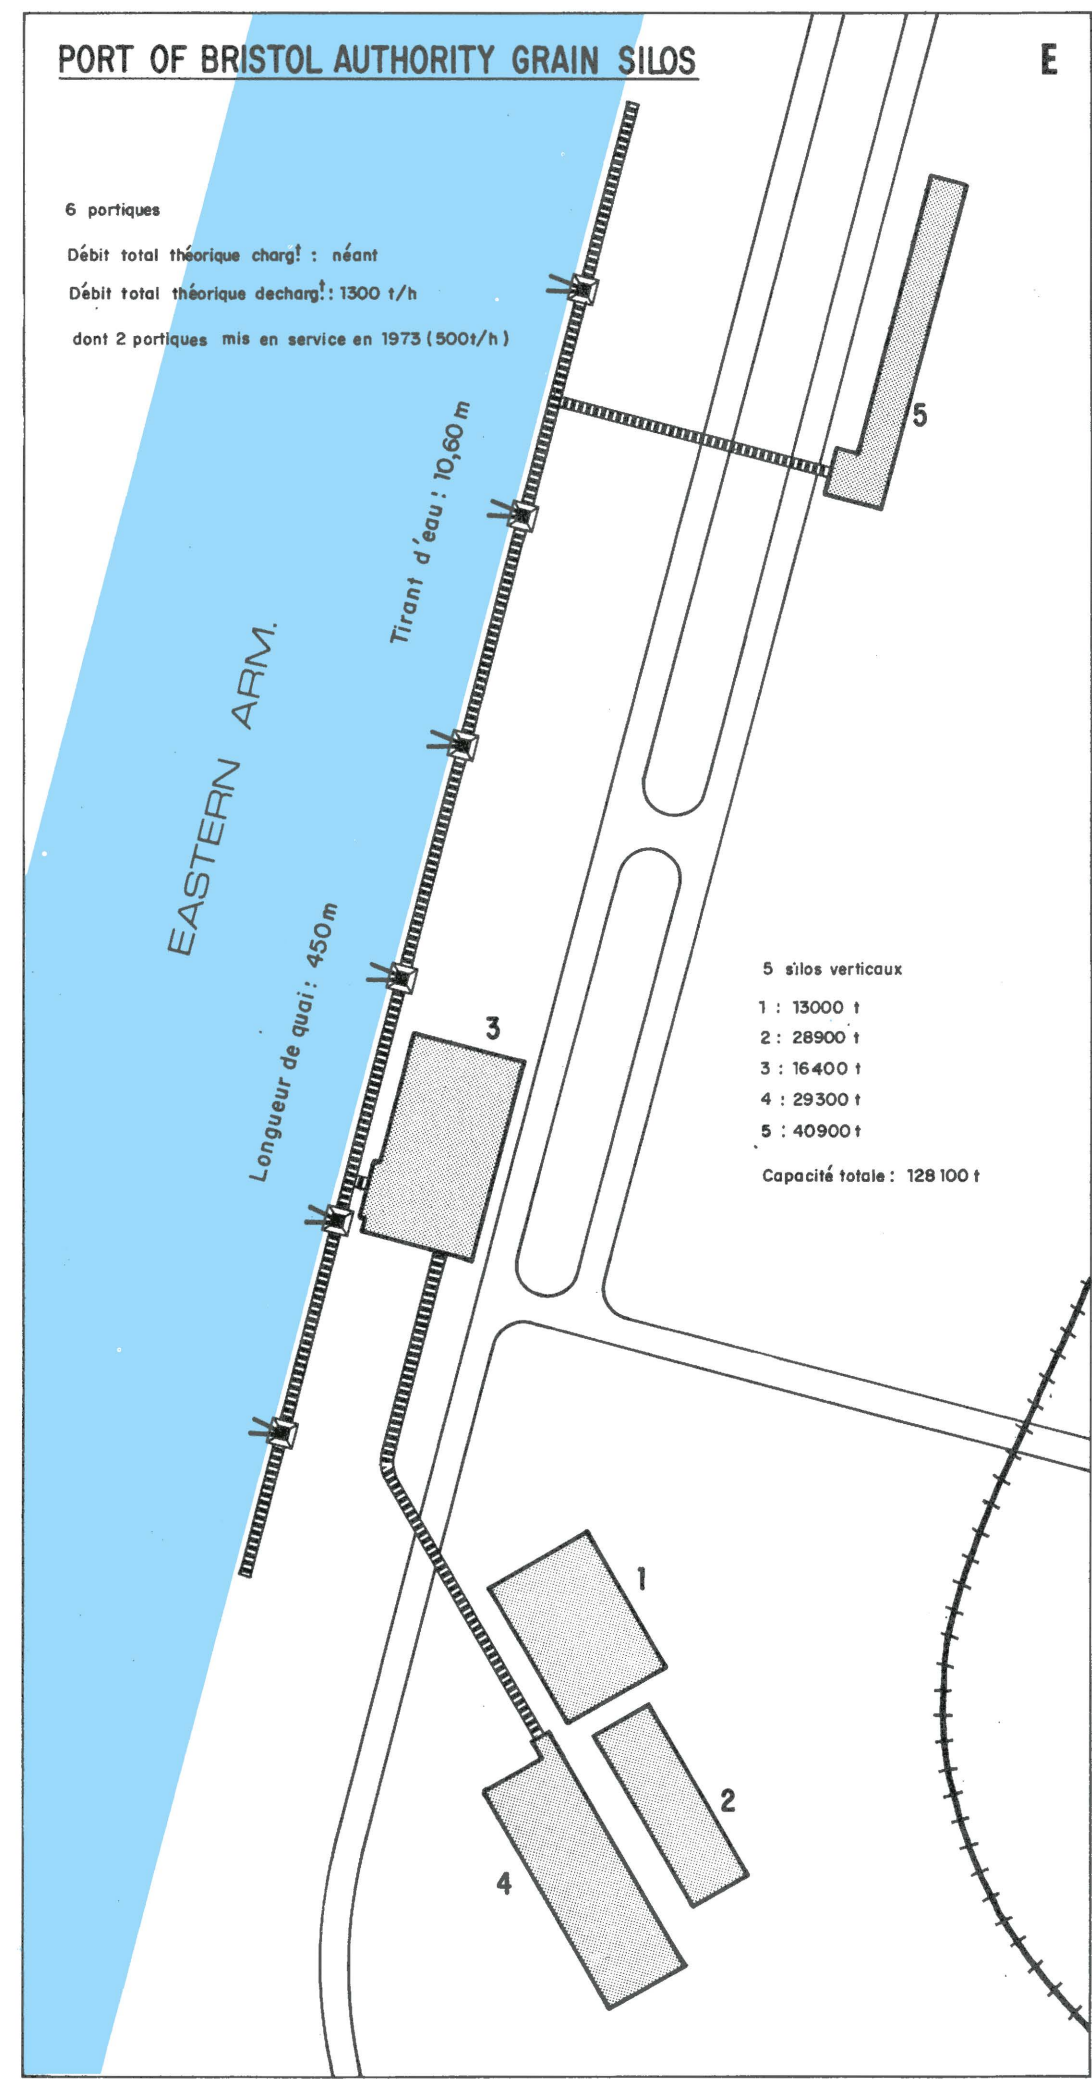 PORT OF BRISTOL AUTHORITY GRAIN SILOS
E
6 portiques
Débit total théorique charg!: néant
Débit total théorique decharg!: 1300 t/h
dont 2 portiques mis en service en 1973 (500t/h)
Tirant d'eau: 10,60 m
EASTERN ARM.
Longueur de quai: 450m
5
3
5 silos verticaux
1 : 13000 t
2 : 28900 t
3 : 16400 t
4 : 29300 t
5 : 40900 t
Capacité totale: 128100 t
1
2
4